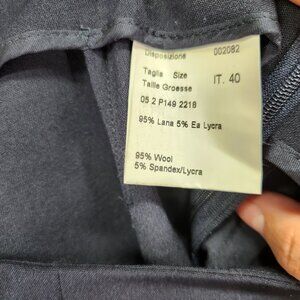 Disposizione 002082
Taglia Size IT. 40
Taille Groesse
05 2 P149 2218
95% Lana 5% Ea Lycra
95% Wool
5% Spandex/Lycra